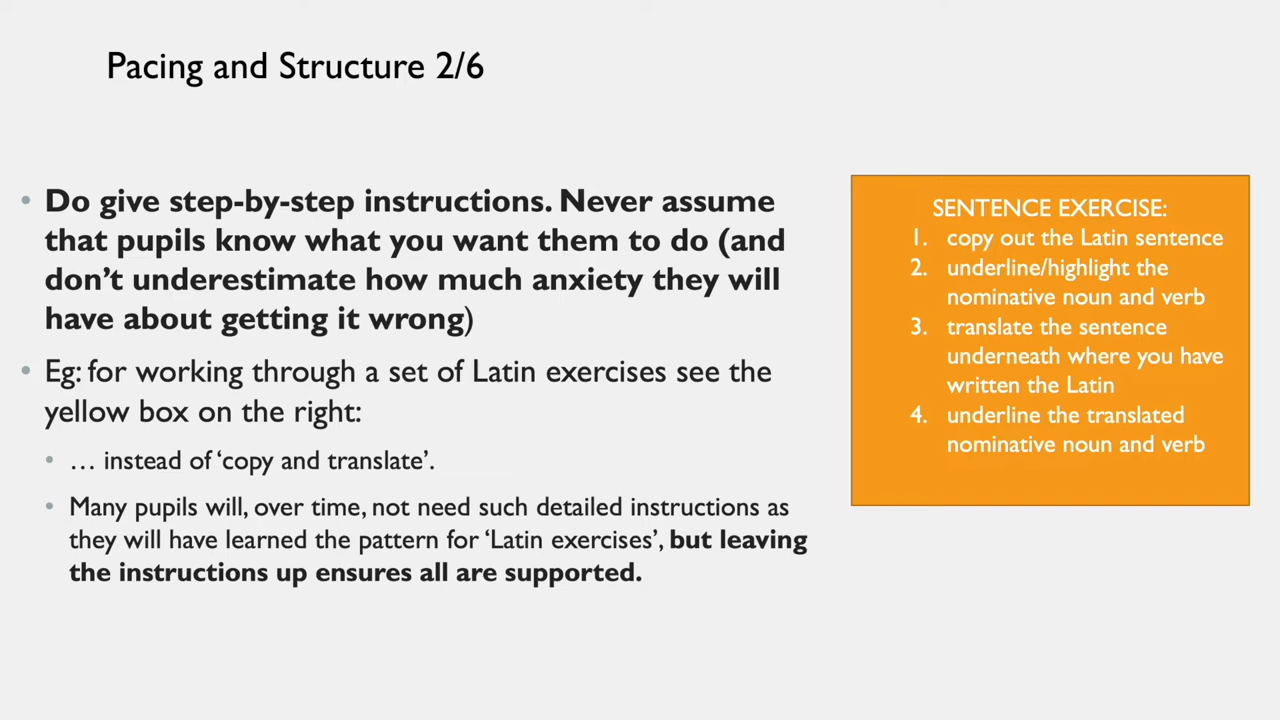 Pacing and Structure 2/6
• Do give step-by-step instructions. Never assume
that pupils know what you want them to do (and
don’t underestimate how much anxiety they will
have about getting it wrong)
• Eg: for working through a set of Latin exercises see the
yellow box on the right:
• … instead of ‘copy and translate’.
• Many pupils will, over time, not need such detailed instructions as
they will have learned the pattern for ‘Latin exercises’, but leaving
the instructions up ensures all are supported.
SENTENCE EXERCISE:
1. copy out the Latin sentence
2. underline/highlight the
nominative noun and verb
3. translate the sentence
underneath where you have
written the Latin
4. underline the translated
nominative noun and verb